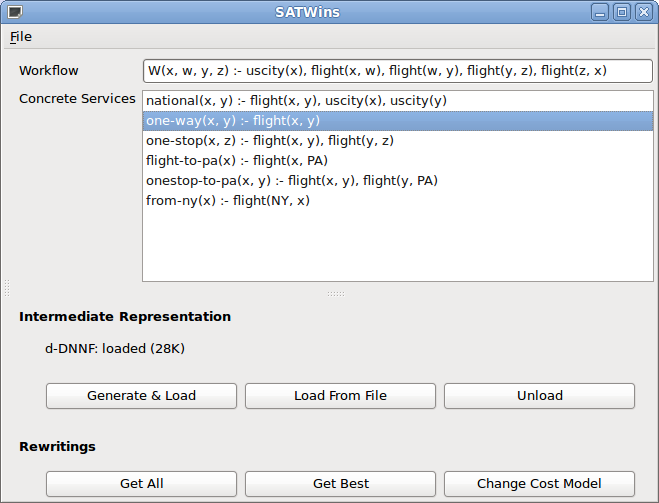 SATWins
File
Workflow W(x, w, y, z) :- uscity(x), flight(x, w), flight(w, y), flight(y, z), flight(z, x)
Concrete Services
national(x, y) :- flight(x, y), uscity(x), uscity(y)
one-way(x, y) :- flight(x, y)
one-stop(x, z) :- flight(x, y), flight(y, z)
flight-to-pa(x) :- flight(x, PA)
onestop-to-pa(x, y) :- flight(x, y), flight(y, PA)
from-ny(x) :- flight(NY, x)
Intermediate Representation
d-DNNF: loaded (28K)
Generate & Load Load From File Unload
Rewritings
Get All Get Best Change Cost Model